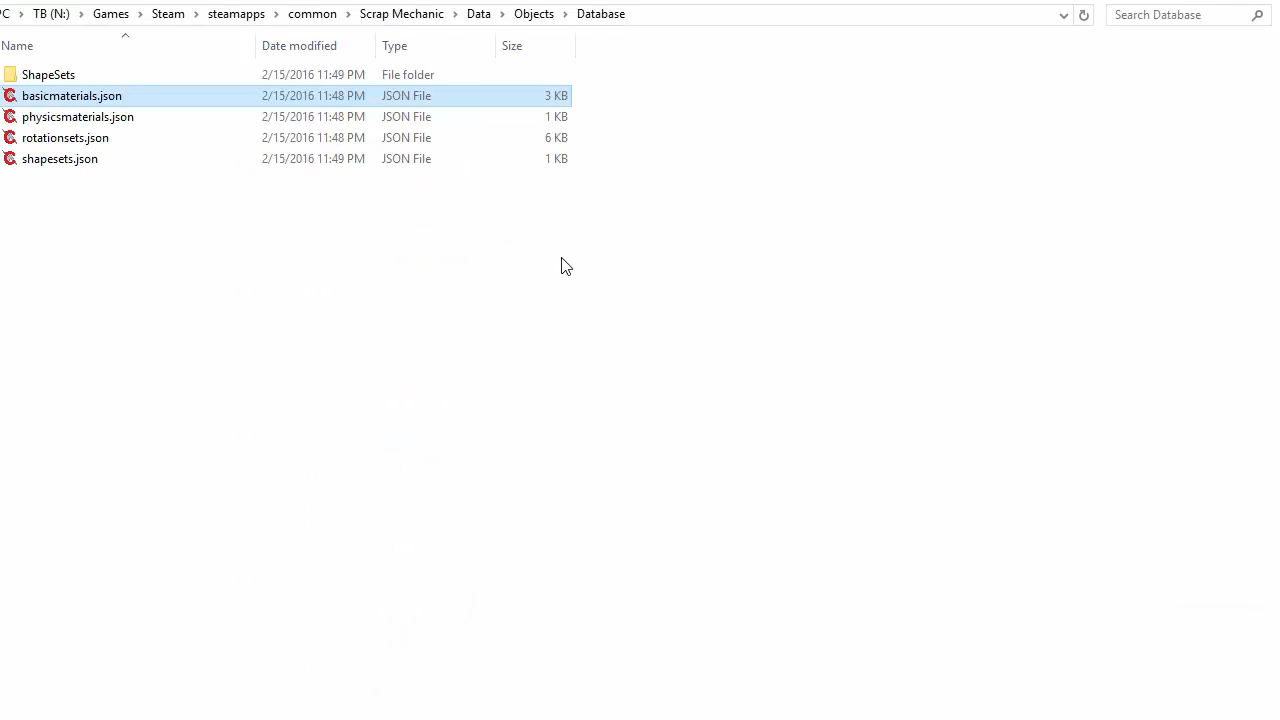 PC > TB (N:) > Games > Steam > steamapps > common > Scrap Mechanic > Data > Objects > Database Search Database
Name Date modified Type Size
ShapeSets 2/15/2016 11:49 PM File folder
basicmaterials.json 2/15/2016 11:48 PM JSON File 3 KB
physicsmaterials.json 2/15/2016 11:48 PM JSON File 1 KB
rotationsets.json 2/15/2016 11:48 PM JSON File 6 KB
shapesets.json 2/15/2016 11:49 PM JSON File 1 KB